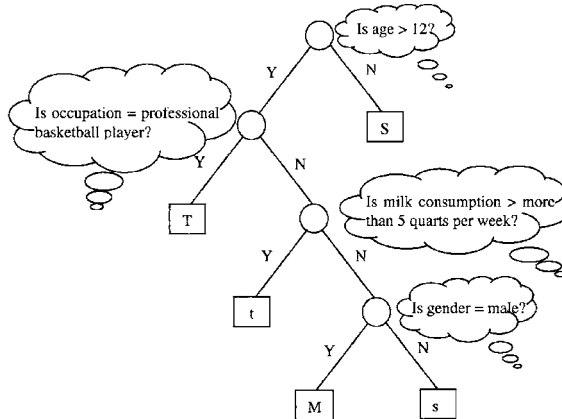 Is age > 12?
Y
N
Is occupation = professional
basketball player?
S
Y
N
T
Is milk consumption > more
than 5 quarts per week?
Y
N
t
Is gender = male?
Y
N
M
s